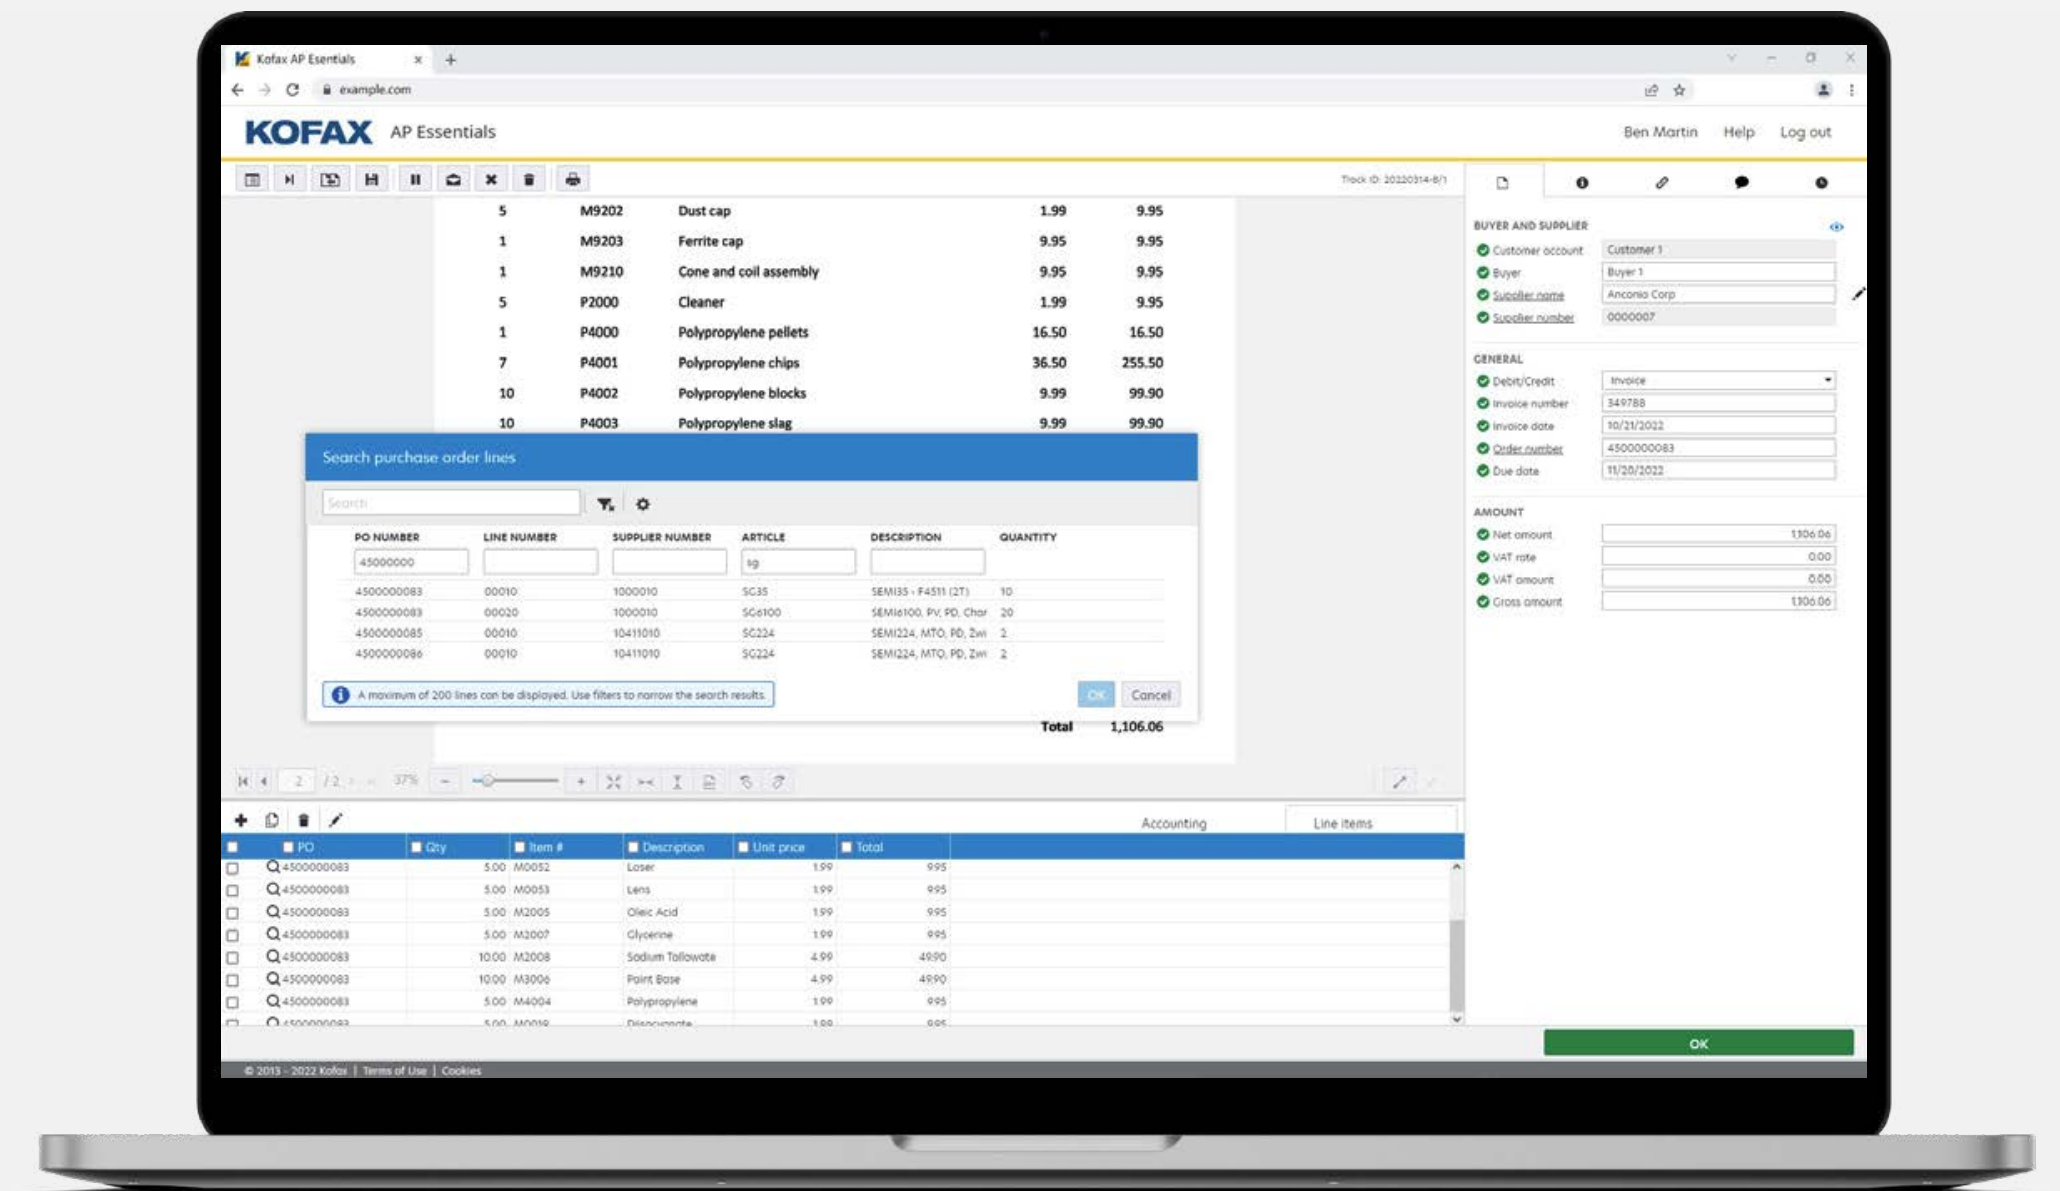 Kofax AP Esentials
example.com
KOFAX AP Essentials
Ben Martin Help Log out
Track ID: 20220314-8/1
5 M9202 Dust cap 1.99 9.95
1 M9203 Ferrite cap 9.95 9.95
1 M9210 Cone and coil assembly 9.95 9.95
5 P2000 Cleaner 1.99 9.95
1 P4000 Polypropylene pellets 16.50 16.50
7 P4001 Polypropylene chips 36.50 255.50
10 P4002 Polypropylene blocks 9.99 99.90
10 P4003 Polypropylene slag 9.99 99.90
Search purchase order lines
Search
PO NUMBER LINE NUMBER SUPPLIER NUMBER ARTICLE DESCRIPTION QUANTITY
45000000 sg
4500000083 00010 1000010 SG35 SEMI35 - F4511 (2T) 10
4500000083 00020 1000010 SG6100 SEMI6100, PV, PD, Char 20
4500000085 00010 10411010 SG224 SEMI224, MTO, PD, Zwi 2
4500000086 00010 10411010 SG224 SEMI224, MTO, PD, Zwi 2
A maximum of 200 lines can be displayed. Use filters to narrow the search results.
OK Cancel
Total 1,106.06
2 / 2 37%
BUYER AND SUPPLIER
Customer account Customer 1
Buyer Buyer 1
Supplier name Anconia Corp
Supplier number 0000007
GENERAL
Debit/Credit Invoice
Invoice number 349788
Invoice date 10/21/2022
Order number 4500000083
Due date 11/20/2022
AMOUNT
Net amount 1,106.06
VAT rate 0.00
VAT amount 0.00
Gross amount 1,106.06
Accounting Line items
PO Qty Item # Description Unit price Total
4500000083 5.00 M0052 Laser 1.99 9.95
4500000083 5.00 M0053 Lens 1.99 9.95
4500000083 5.00 M2005 Oleic Acid 1.99 9.95
4500000083 5.00 M2007 Glycerine 1.99 9.95
4500000083 10.00 M2008 Sodium Tallowate 4.99 49.90
4500000083 10.00 M3006 Paint Base 4.99 49.90
4500000083 5.00 M4004 Polypropylene 1.99 9.95
4500000083 5.00 1.99 9.95
OK
© 2013 - 2022 Kofax | Terms of Use | Cookies